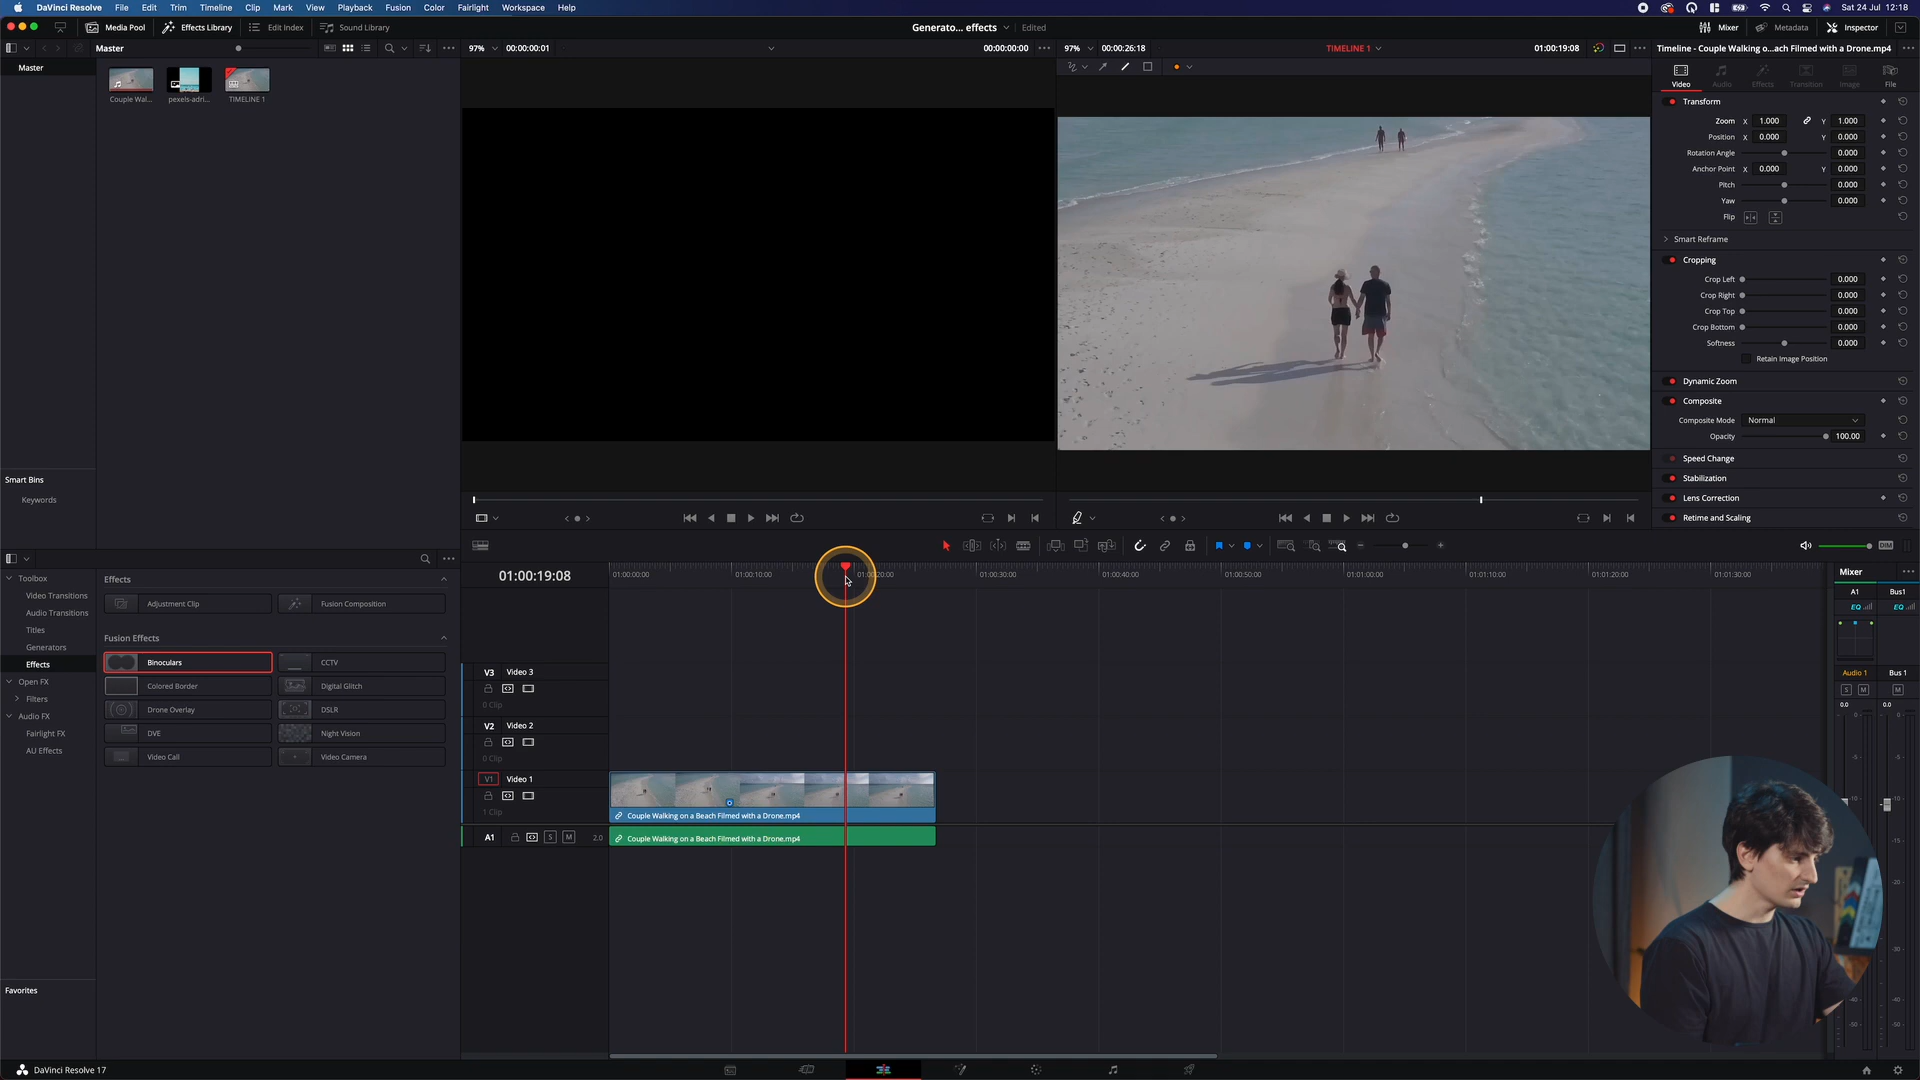 DaVinci Resolve File Edit Trim Timeline Clip Mark View Playback Fusion Color Fairlight Workspace Help Sat 24 Jul 12:18
Media Pool Effects Library Edit Index Sound Library Generato... effects Edited Mixer Metadata Inspector
Master 97% 00:00:00:01 00:00:00:00 97% 00:00:26:18 TIMELINE 1 01:00:19:08 Timeline - Couple Walking o...ach Filmed with a Drone.mp4
Master
Couple Wal... pexels-adri... TIMELINE 1
Video Audio Effects Transition Image File
Transform
Zoom X 1.000 Y 1.000
Position X 0.000 Y 0.000
Rotation Angle 0.000
Anchor Point X 0.000 Y 0.000
Pitch 0.000
Yaw 0.000
Flip
Smart Reframe
Cropping
Crop Left 0.000
Crop Right 0.000
Crop Top 0.000
Crop Bottom 0.000
Softness 0.000
Retain Image Position
Dynamic Zoom
Composite
Composite Mode Normal
Opacity 100.00
Speed Change
Stabilization
Lens Correction
Retime and Scaling
Smart Bins
Keywords
Toolbox
Video Transitions
Audio Transitions
Titles
Generators
Effects
Open FX
Filters
Audio FX
Fairlight FX
AU Effects
Favorites
Effects
Adjustment Clip Fusion Composition
Fusion Effects
Binoculars CCTV
Colored Border Digital Glitch
Drone Overlay DSLR
DVE Night Vision
Video Call Video Camera
DIM
01:00:19:08 01:00:00:00 01:00:10:00 01:00:20:00 01:00:30:00 01:00:40:00 01:00:50:00 01:01:00:00 01:01:10:00 01:01:20:00 01:01:30:00
V3 Video 3
0 Clip
V2 Video 2
0 Clip
V1 Video 1
1 Clip
Couple Walking on a Beach Filmed with a Drone.mp4
A1 S M 2.0 Couple Walking on a Beach Filmed with a Drone.mp4
Mixer
A1 Bus1
EQ EQ
Audio 1 Bus 1
S M M
0.0 0.0
DaVinci Resolve 17